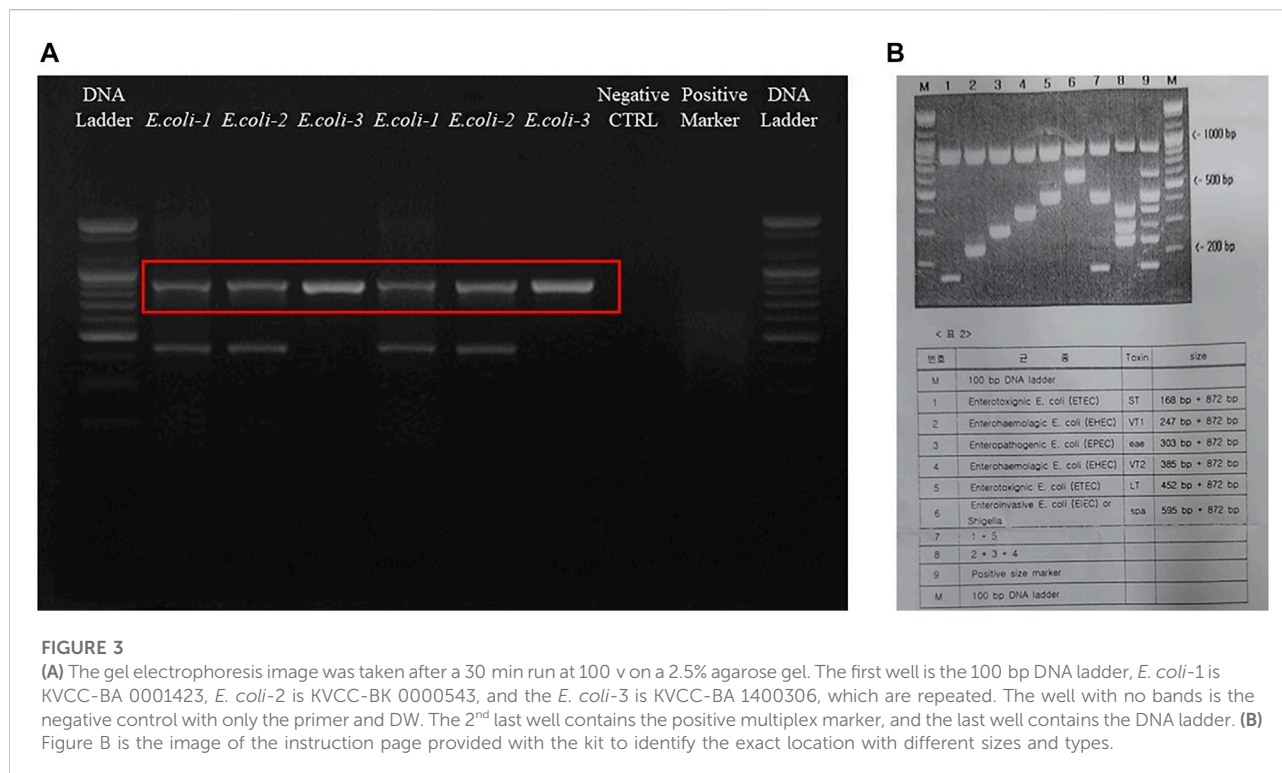 A
DNA Ladder E.coli-1 E.coli-2 E.coli-3 E.coli-1 E.coli-2 E.coli-3 Negative CTRL Positive Marker DNA Ladder
B
M 1 2 3 4 5 6 7 8 9 M
<- 1000 bp
<- 500 bp
<- 200 bp
< 표 2>
번호 균 종 Toxin size
M 100 bp DNA ladder
1 Enterotoxignic E. coli (ETEC) ST 168 bp + 872 bp
2 Enterohaemolagic E. coli (EHEC) VT1 247 bp + 872 bp
3 Enteropathogenic E. coli (EPEC) eae 303 bp + 872 bp
4 Enterohaemolagic E. coli (EHEC) VT2 385 bp + 872 bp
5 Enterotoxignic E. coli (ETEC) LT 452 bp + 872 bp
6 Enteroinvasive E. coli (EIEC) or Shigella spa 595 bp + 872 bp
7 1 + 5
8 2 + 3 + 4
9 Positive size marker
M 100 bp DNA ladder
FIGURE 3
(A) The gel electrophoresis image was taken after a 30 min run at 100 v on a 2.5% agarose gel. The first well is the 100 bp DNA ladder, E. coli-1 is
KVCC-BA 0001423, E. coli-2 is KVCC-BK 0000543, and the E. coli-3 is KVCC-BA 1400306, which are repeated. The well with no bands is the
negative control with only the primer and DW. The 2nd last well contains the positive multiplex marker, and the last well contains the DNA ladder. (B)
Figure B is the image of the instruction page provided with the kit to identify the exact location with different sizes and types.